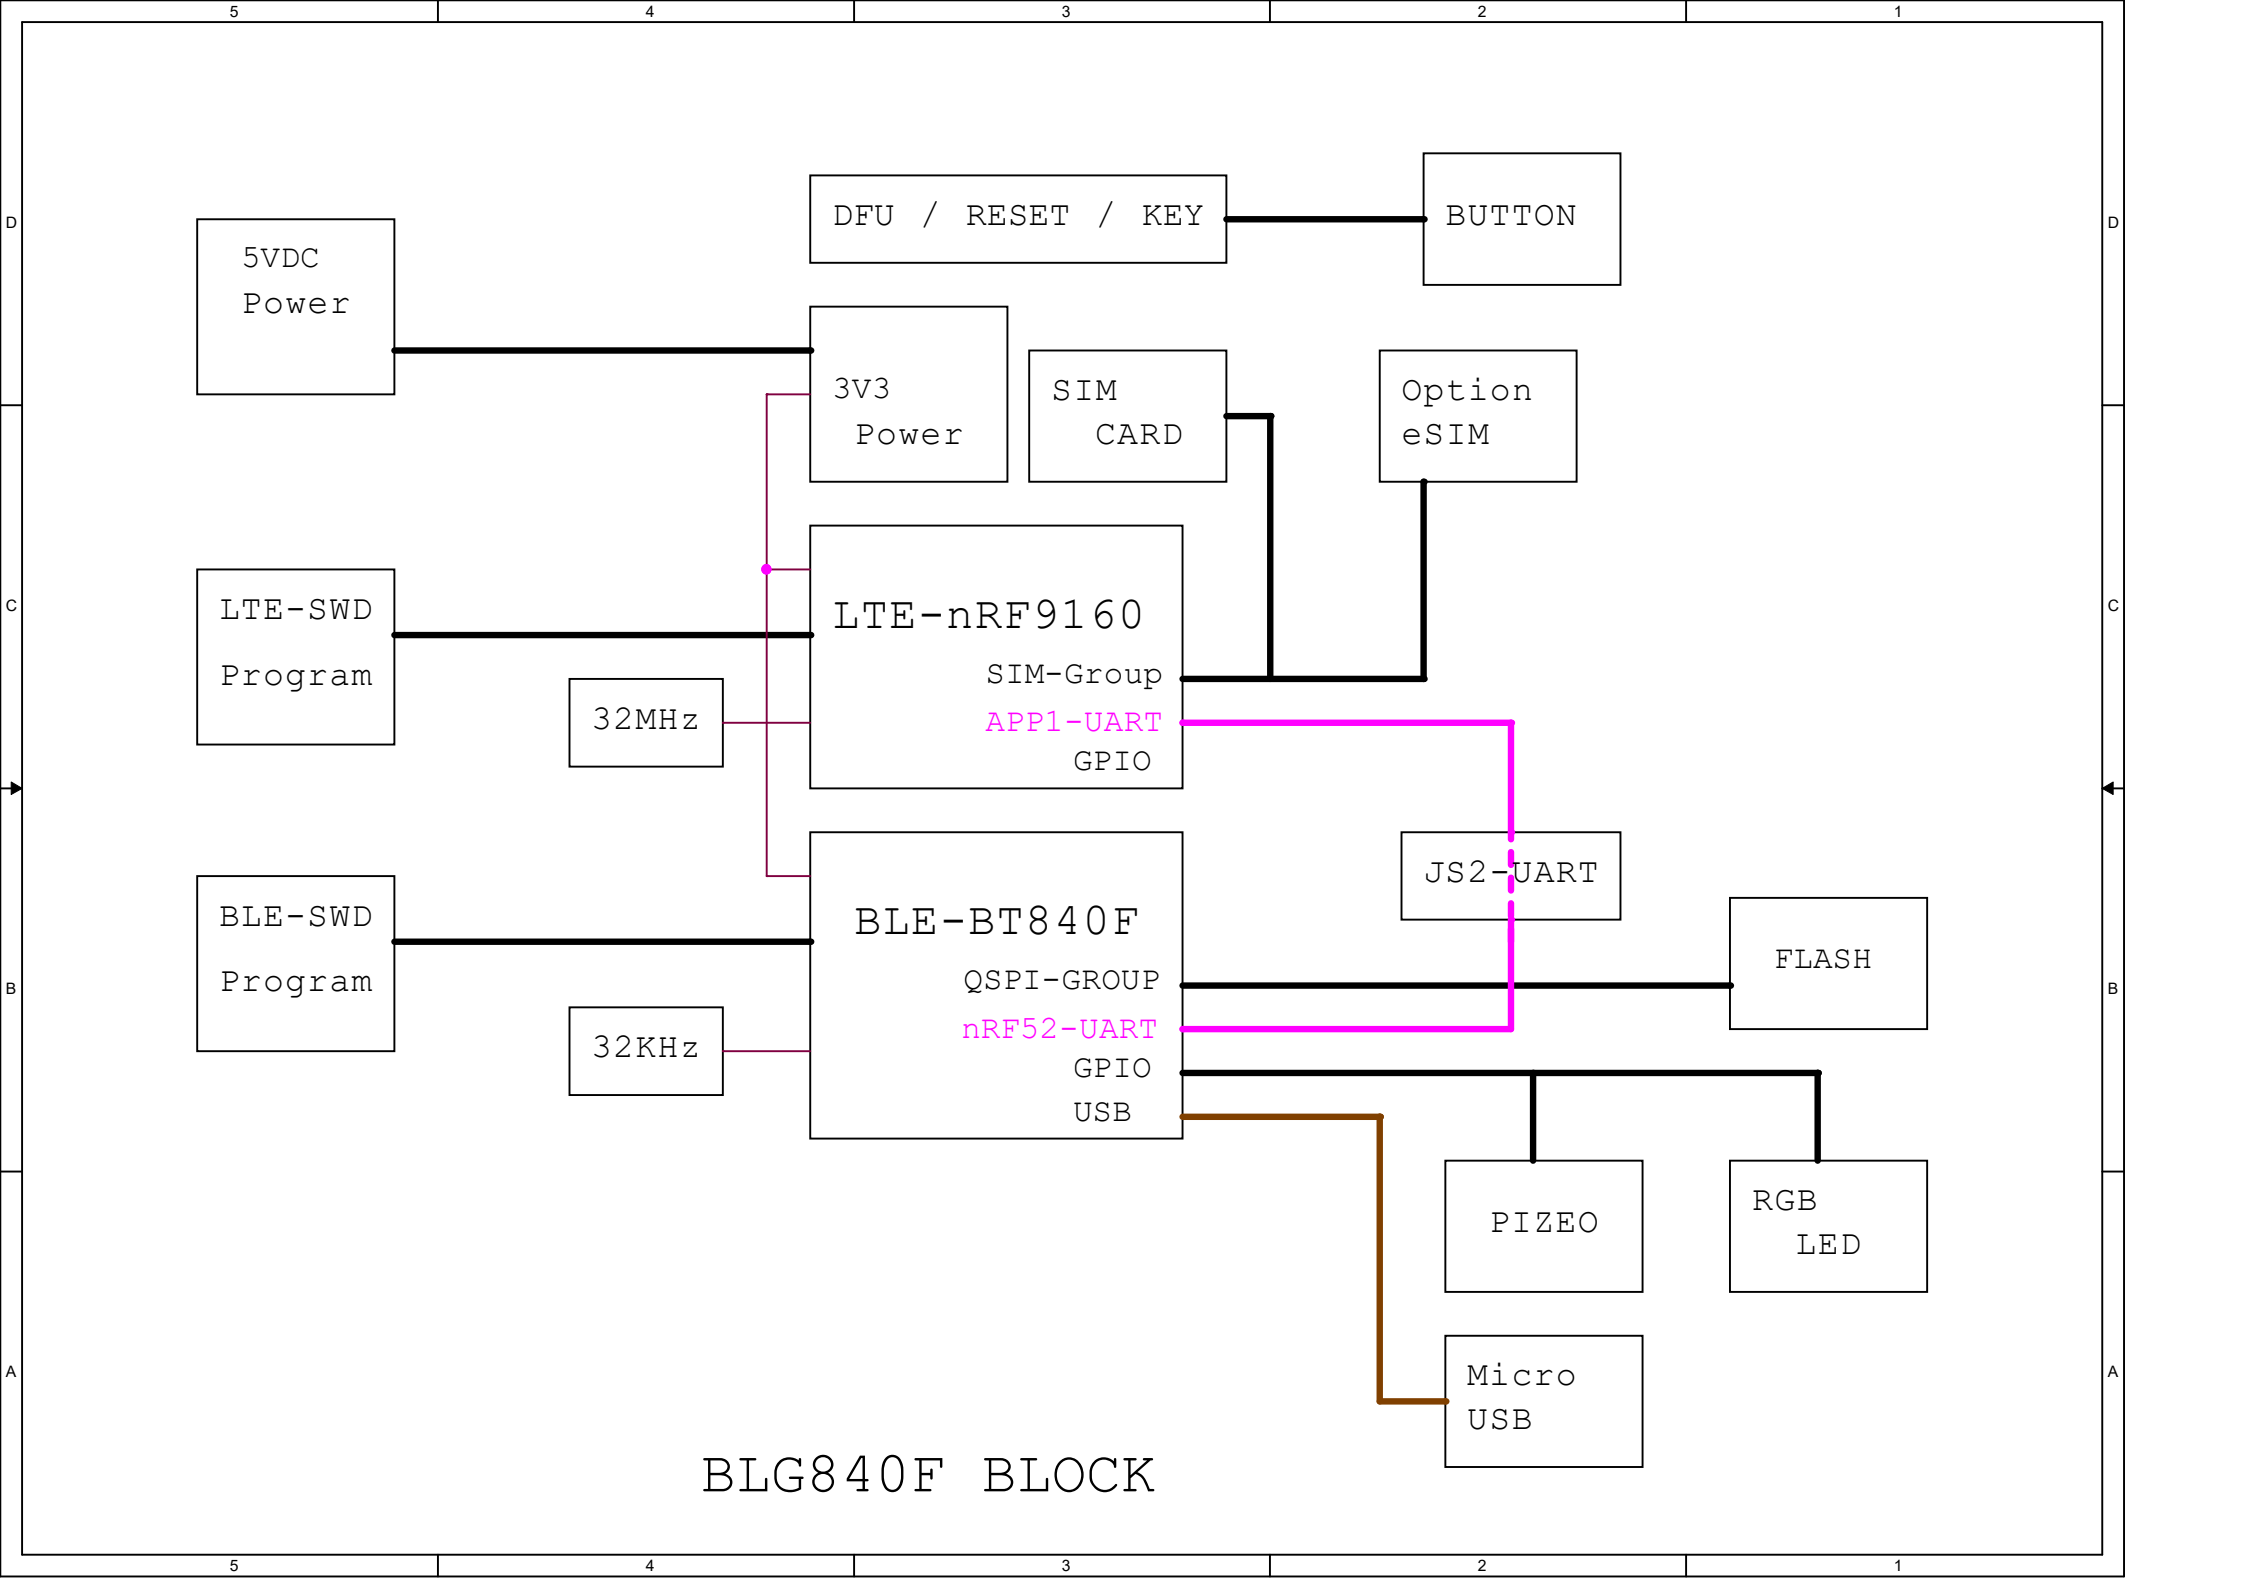 5 4 3 2 1
D
D
DFU / RESET / KEY
BUTTON
5VDC
Power
3V3
Power
SIM
CARD
Option
eSIM
C
C
LTE-SWD
Program
LTE-nRF9160
SIM-Group
APP1-UART
GPIO
32MHz
JS2-UART
BLE-SWD
Program
BLE-BT840F
QSPI-GROUP
nRF52-UART
GPIO
USB
FLASH
B
B
32KHz
PIZEO
RGB
LED
A
A
Micro
USB
BLG840F BLOCK
5 4 3 2 1